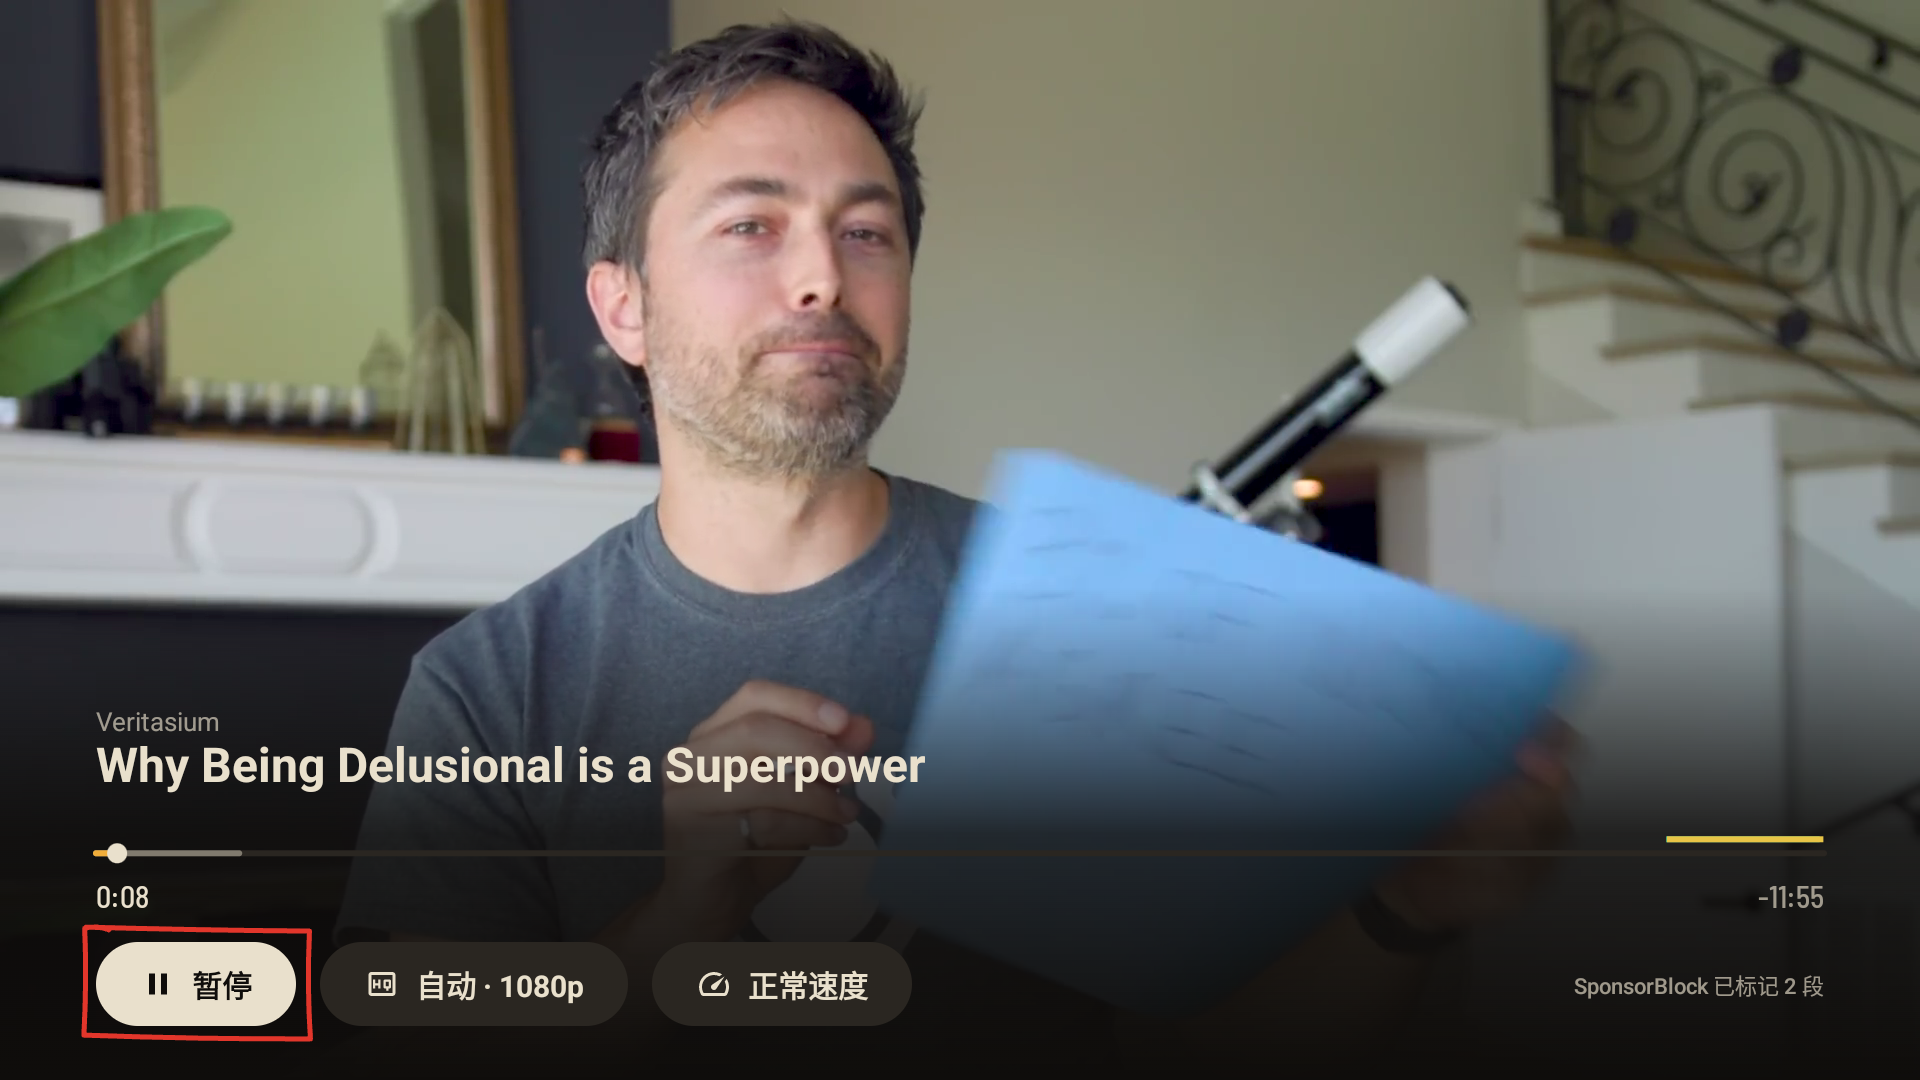 Veritasium
Why Being Delusional is a Superpower
0:08
-11:55
暂停
HQ 自动 · 1080p
正常速度
SponsorBlock 已标记 2 段